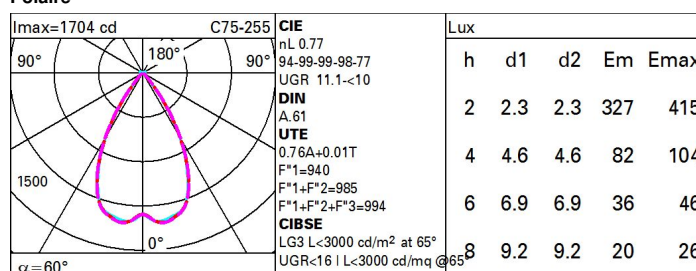 Imax=1704 cd C75-255
90° 180° 90°
1500
0°
α=60°
CIE
nL 0.77
94-99-99-98-77
UGR 11.1-<10
DIN
A.61
UTE
0.76A+0.01T
F"1=940
F"1+F"2=985
F"1+F"2+F"3=994
CIBSE
LG3 L<3000 cd/m² at 65°
UGR<16 | L<3000 cd/mq @65°
Lux
h d1 d2 Em Emax
2 2.3 2.3 327 415
4 4.6 4.6 82 104
6 6.9 6.9 36 46
8 9.2 9.2 20 26